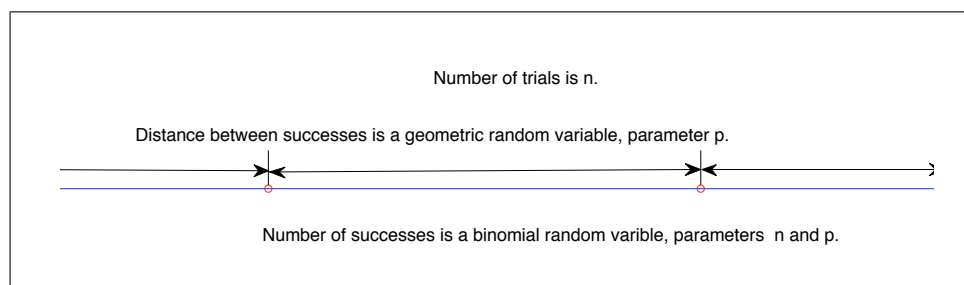 Number of trials is n.
Distance between successes is a geometric random variable, parameter p.
Number of successes is a binomial random varible, parameters  n and p.